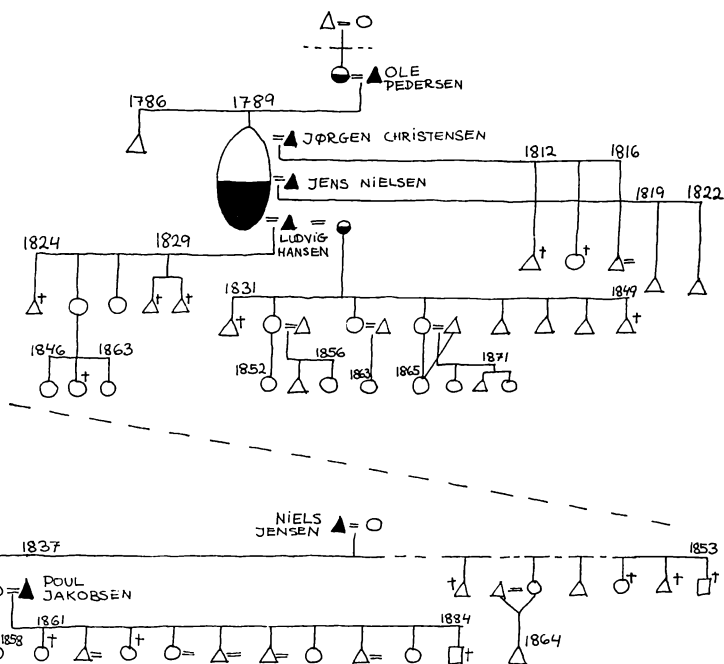 OLE
PEDERSEN
1786
1789
JØRGEN CHRISTENSEN
1812
1816
JENS NIELSEN
1819
1822
LUDVIG
HANSEN
1824
1829
1831
1849
1846
1863
1852
1856
1863
1865
1871
NIELS
JENSEN
1837
1853
POUL
JAKOBSEN
1858
1861
1884
1864